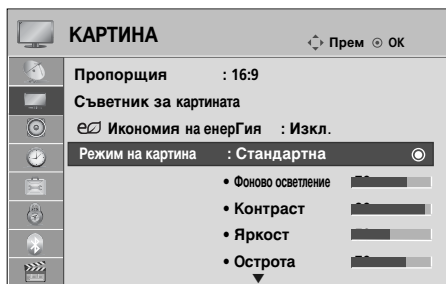 КАРТИНА Прем ОК
Пропорция : 16:9
Съветник за картината
Икономия на енерГия : Изкл.
Режим на картина : Стандартна
• Фоново осветление
• Контраст
• Яркост
• Острота